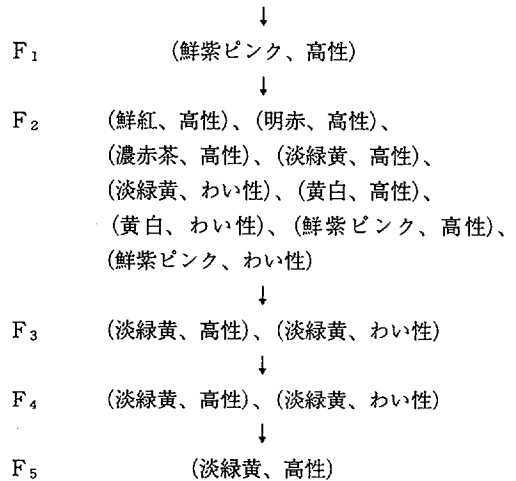 ↓
F₁ (鮮紫ピンク、高性)
↓
F₂ (鮮紅、高性)、(明赤、高性)、
(濃赤茶、高性)、(淡緑黄、高性)、
(淡緑黄、わい性)、(黄白、高性)、
(黄白、わい性)、(鮮紫ピンク、高性)、
(鮮紫ピンク、わい性)
↓
F₃ (淡緑黄、高性)、(淡緑黄、わい性)
↓
F₄ (淡緑黄、高性)、(淡緑黄、わい性)
↓
F₅ (淡緑黄、高性)